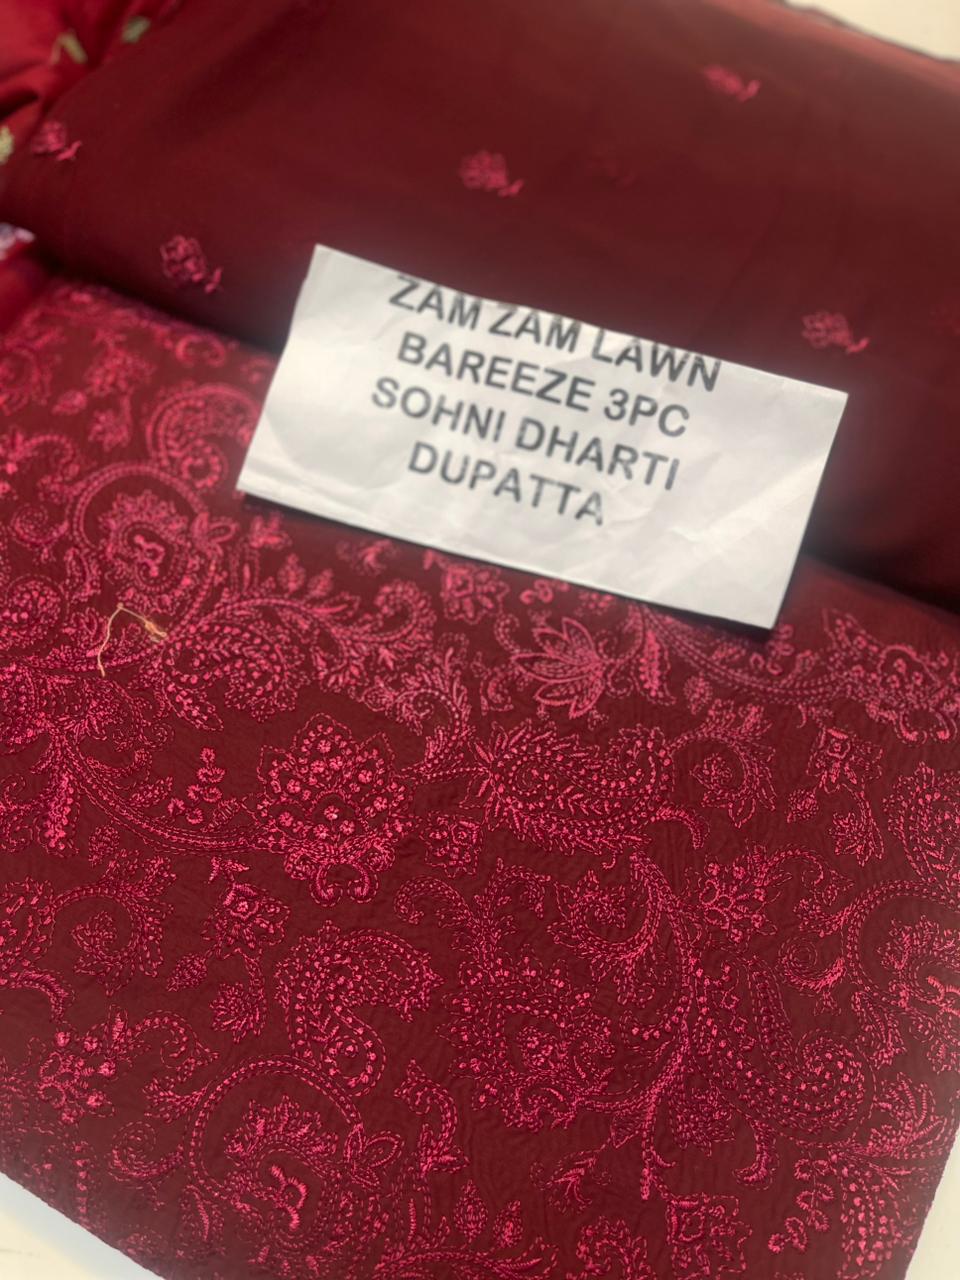 ZAM ZAM LAWN
BAREEZE 3PC
SOHNI DHARTI
DUPATTA